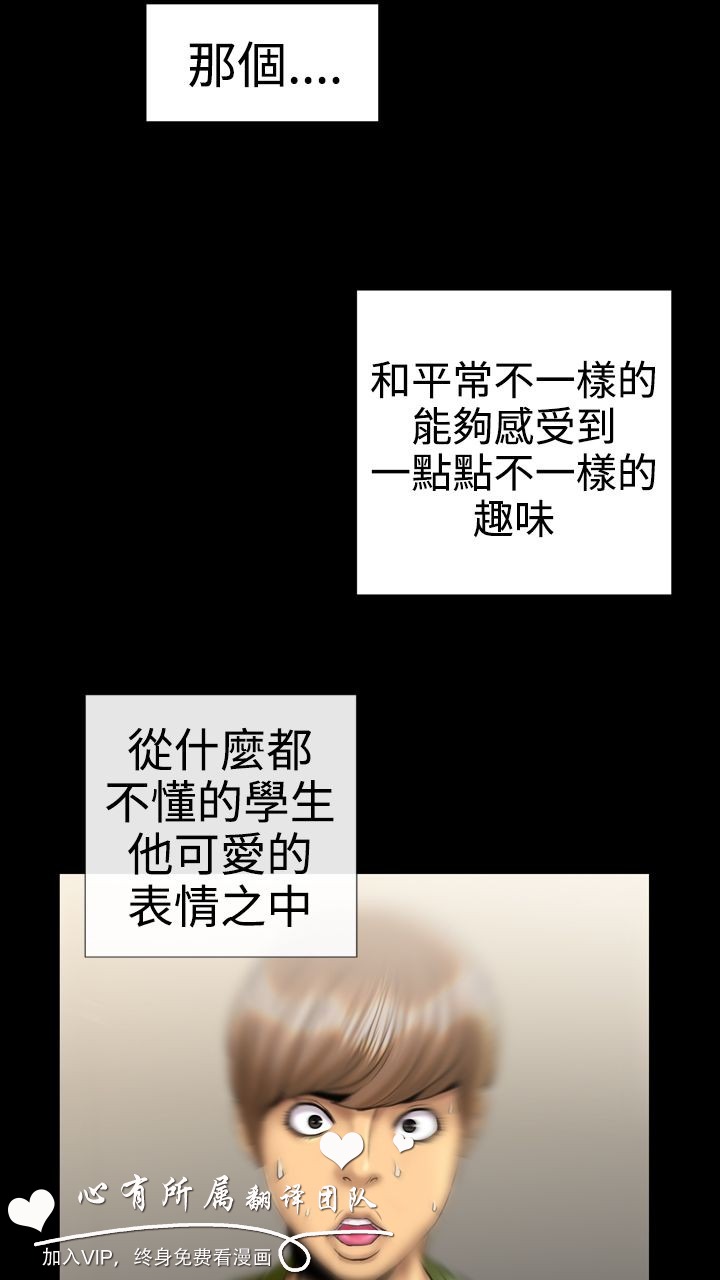 那個....
和平常不一樣的
能夠感受到
一點點不一樣的
趣味
從什麼都
不懂的學生
他可愛的
表情之中
心有所属翻译团队
加入VIP，终身免费看漫画